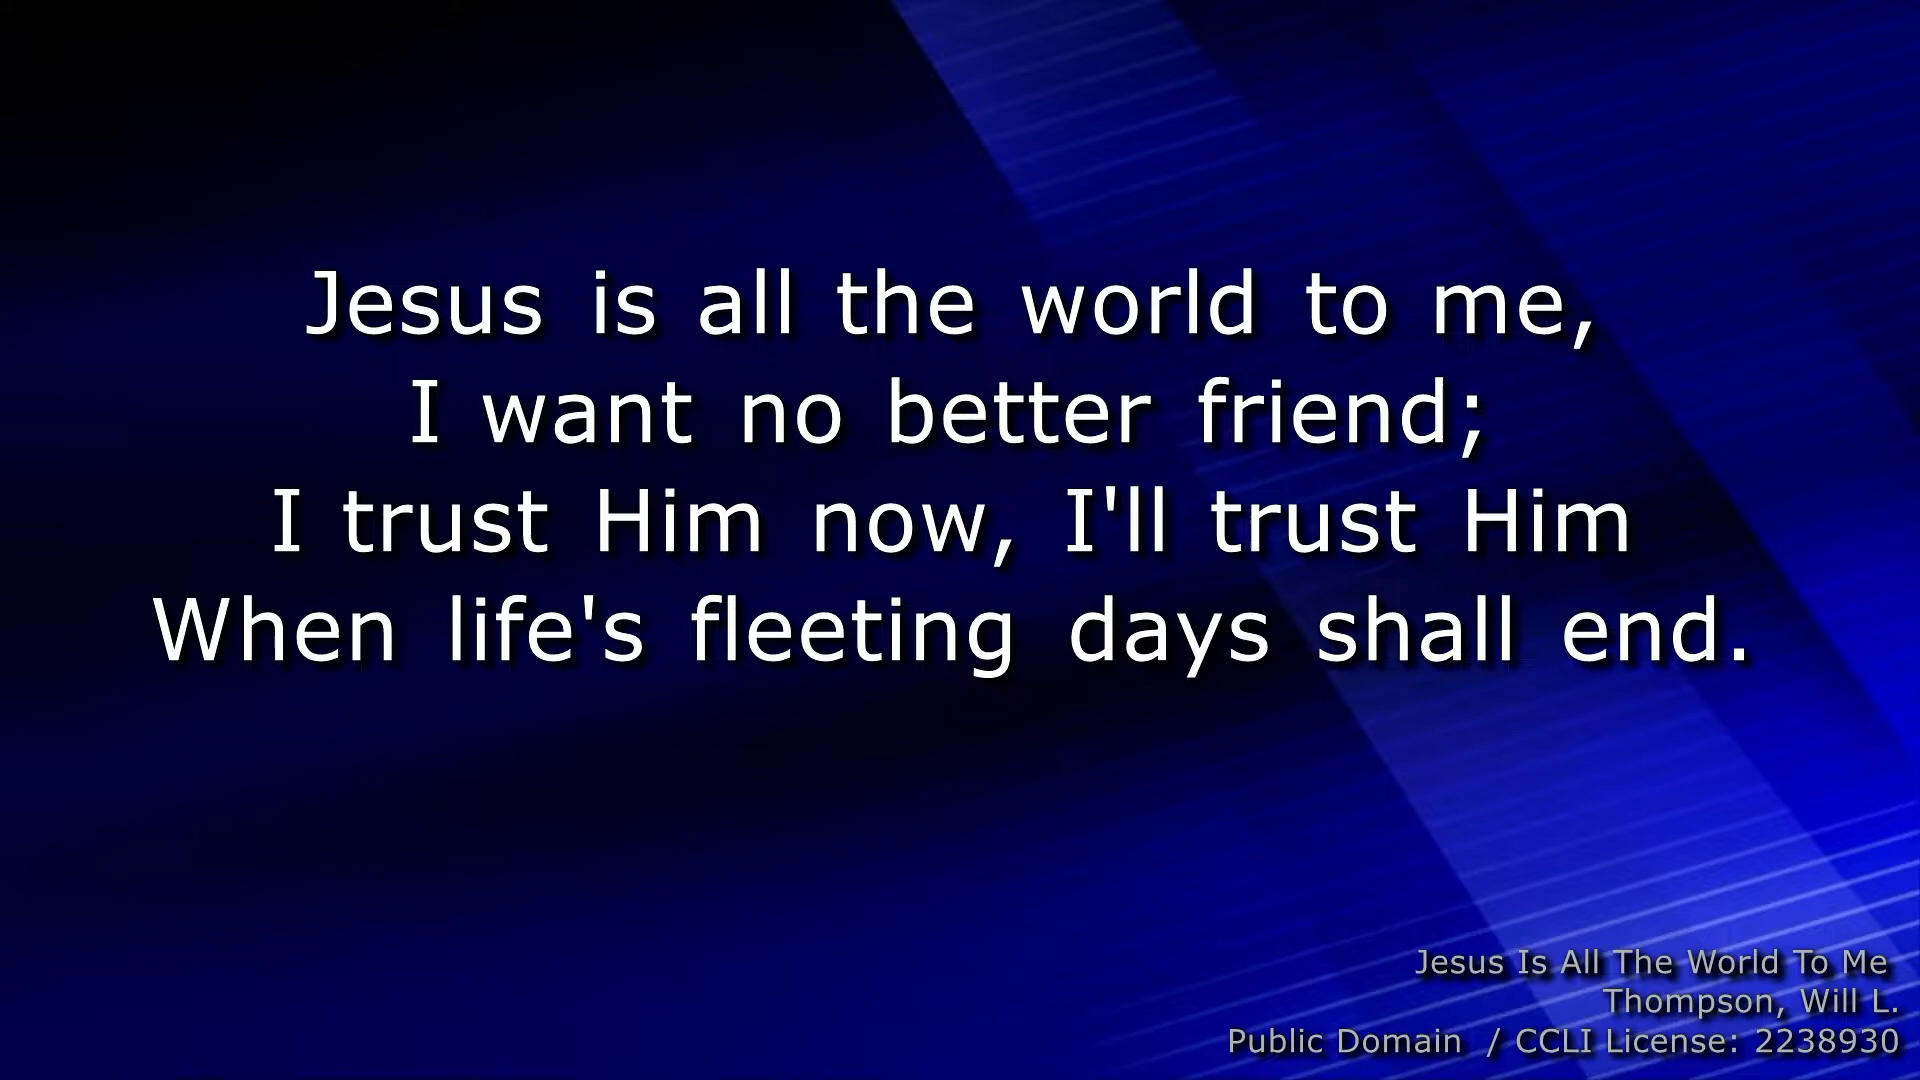 Jesus is all the world to me,
I want no better friend;
I trust Him now, I'll trust Him
When life's fleeting days shall end.
Jesus Is All The World To Me
Thompson, Will L.
Public Domain / CCLI License: 2238930